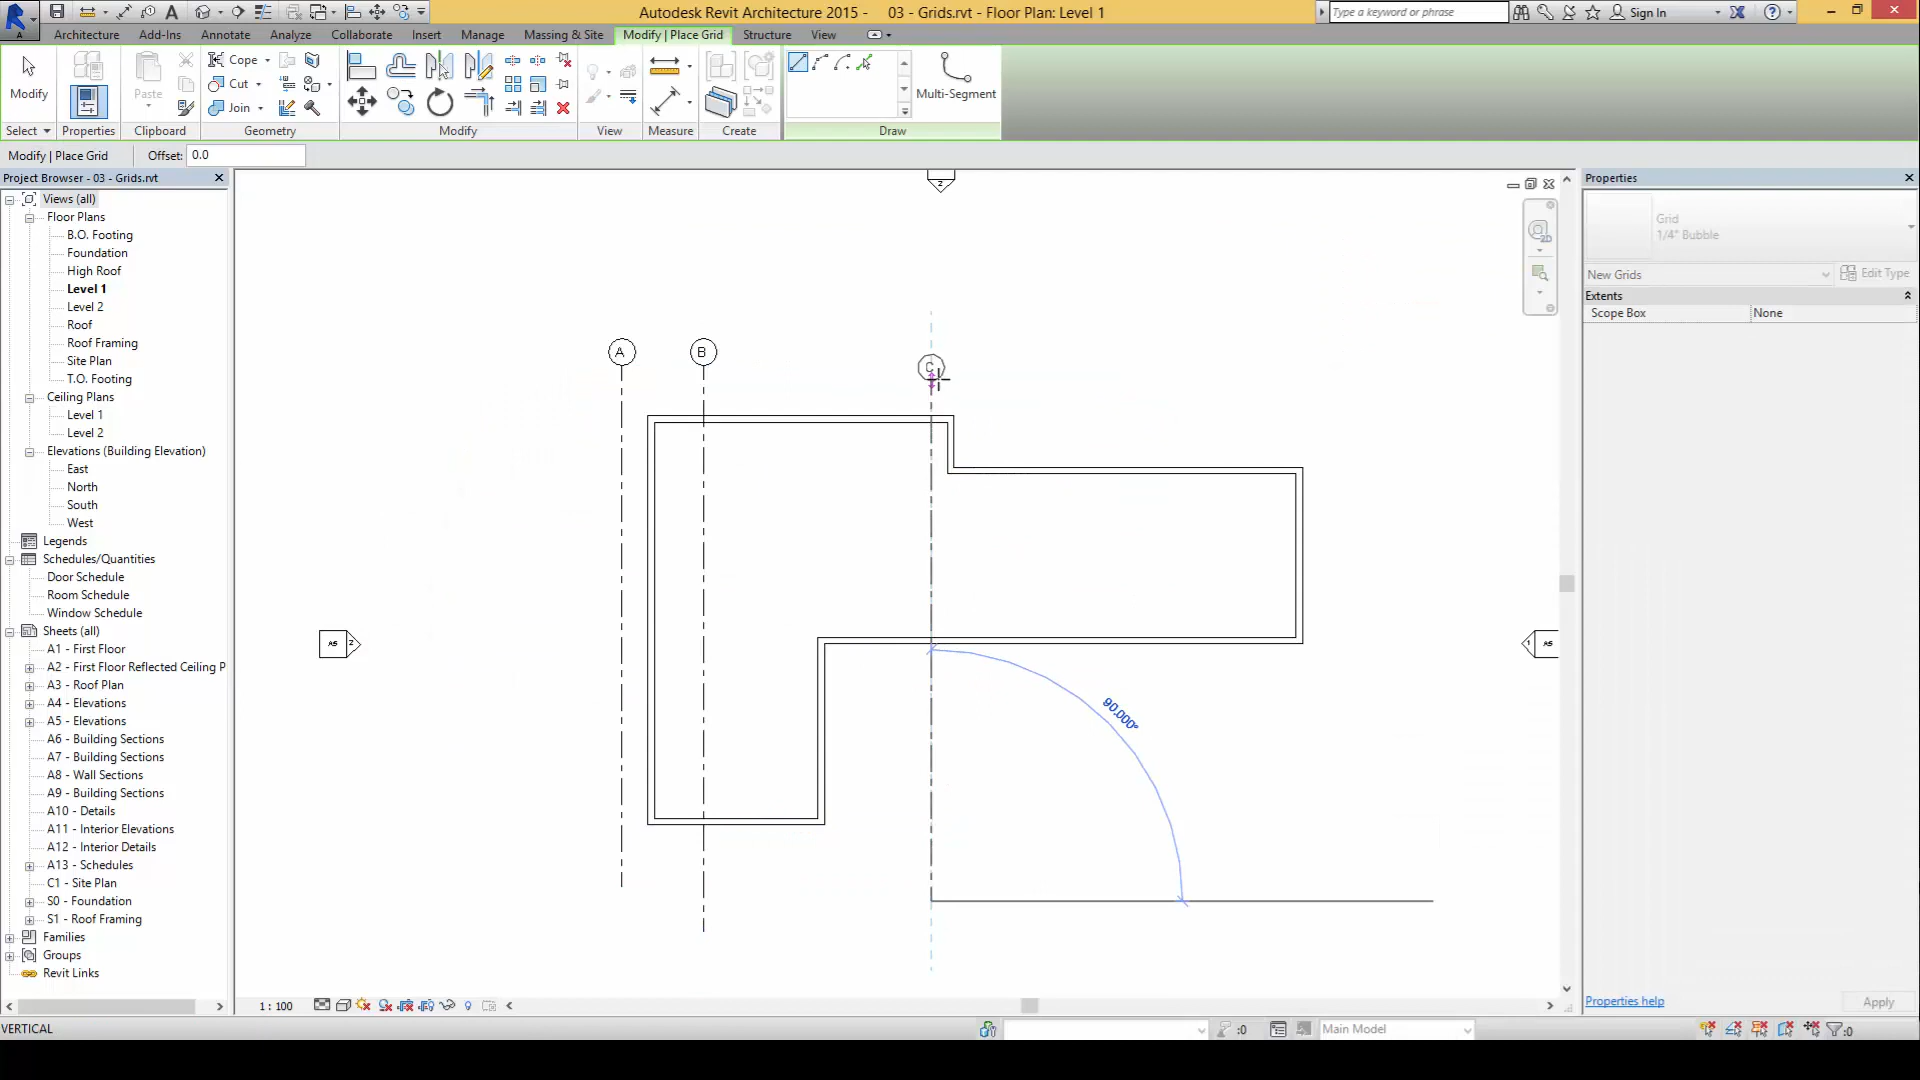 Autodesk Revit Architecture 2015 - 03 - Grids.rvt - Floor Plan: Level 1
Type a keyword or phrase
Sign In
Architecture Add-Ins Annotate Analyze Collaborate Insert Manage Massing & Site Modify | Place Grid Structure View
Modify
Paste
Cope
Cut
Join
Multi-Segment
Select Properties Clipboard Geometry Modify View Measure Create Draw
Modify | Place Grid Offset: 0.0
Project Browser - 03 - Grids.rvt
Views (all)
Floor Plans
B.O. Footing
Foundation
High Roof
Level 1
Level 2
Roof
Roof Framing
Site Plan
T.O. Footing
Ceiling Plans
Level 1
Level 2
Elevations (Building Elevation)
East
North
South
West
Legends
Schedules/Quantities
Door Schedule
Room Schedule
Window Schedule
Sheets (all)
A1 - First Floor
A2 - First Floor Reflected Ceiling P
A3 - Roof Plan
A4 - Elevations
A5 - Elevations
A6 - Building Sections
A7 - Building Sections
A8 - Wall Sections
A9 - Building Sections
A10 - Details
A11 - Interior Elevations
A12 - Interior Details
A13 - Schedules
C1 - Site Plan
S0 - Foundation
S1 - Roof Framing
Families
Groups
Revit Links
2
A
B
C
A5 2
1 A5
90.000°
2D
Properties
Grid
1/4" Bubble
New Grids
Edit Type
Extents
Scope Box None
Properties help
Apply
1 : 100
VERTICAL
:0
Main Model
:0